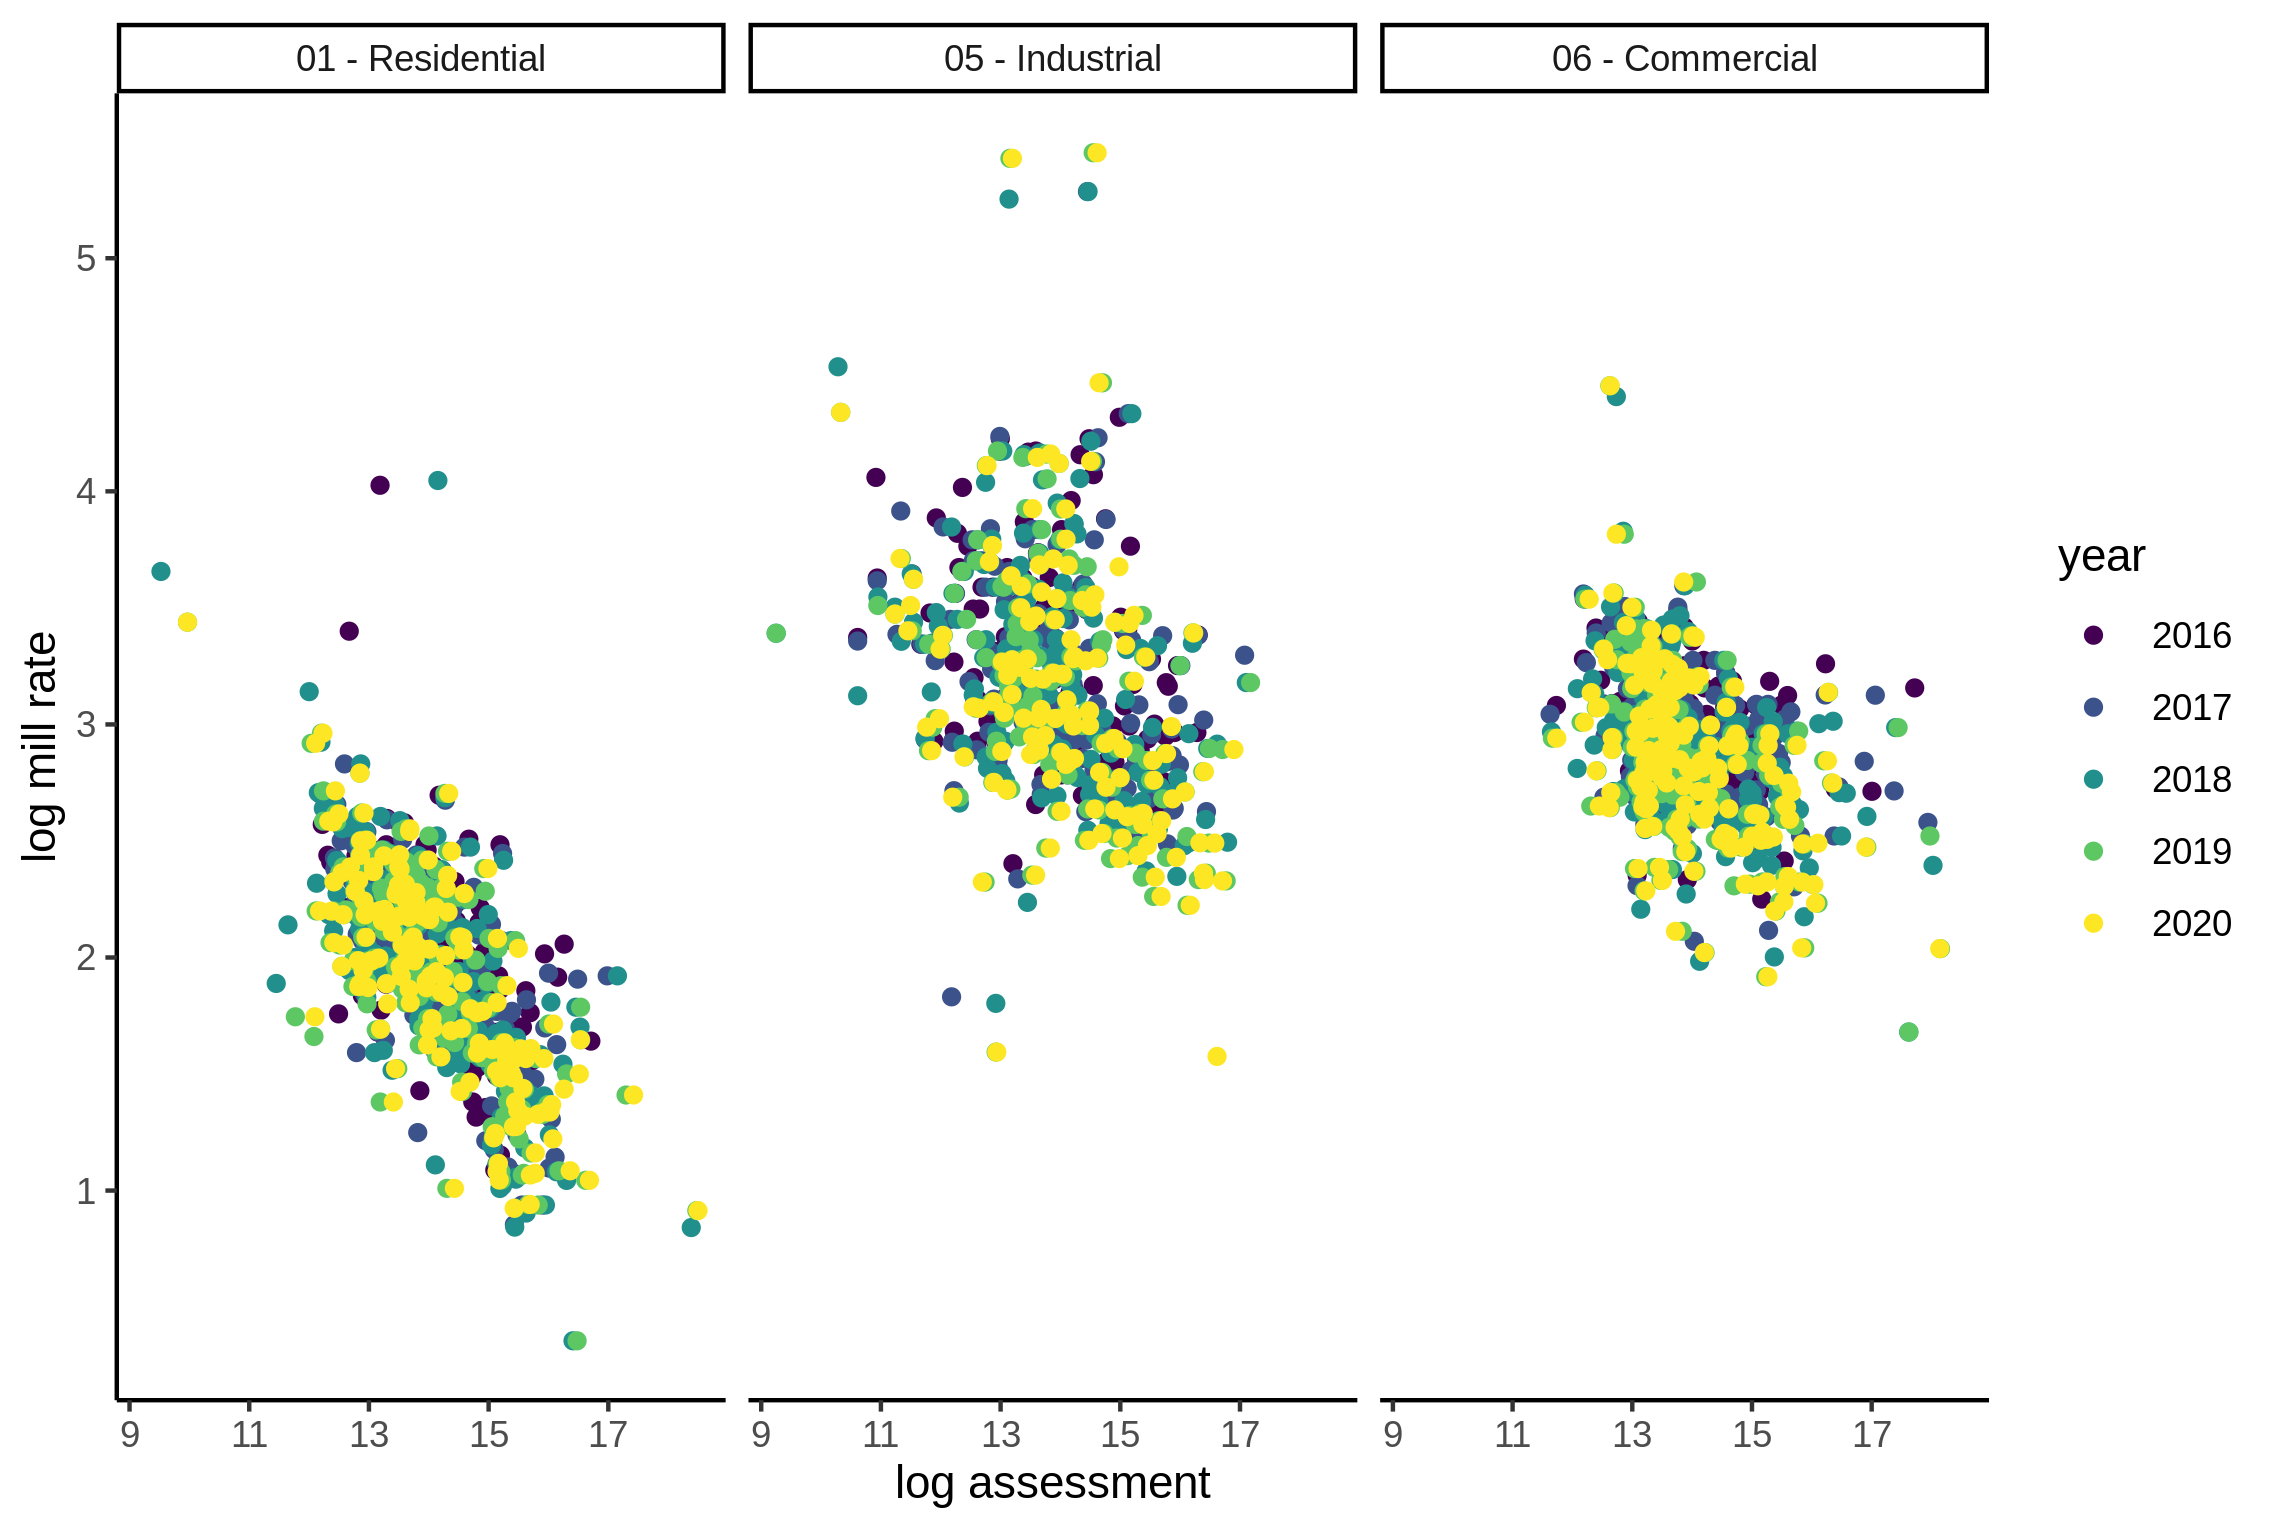 01 - Residential
05 - Industrial
06 - Commercial
log mill rate
5
4
3
2
1
9 11 13 15 17
9 11 13 15 17
9 11 13 15 17
log assessment
year
2016
2017
2018
2019
2020